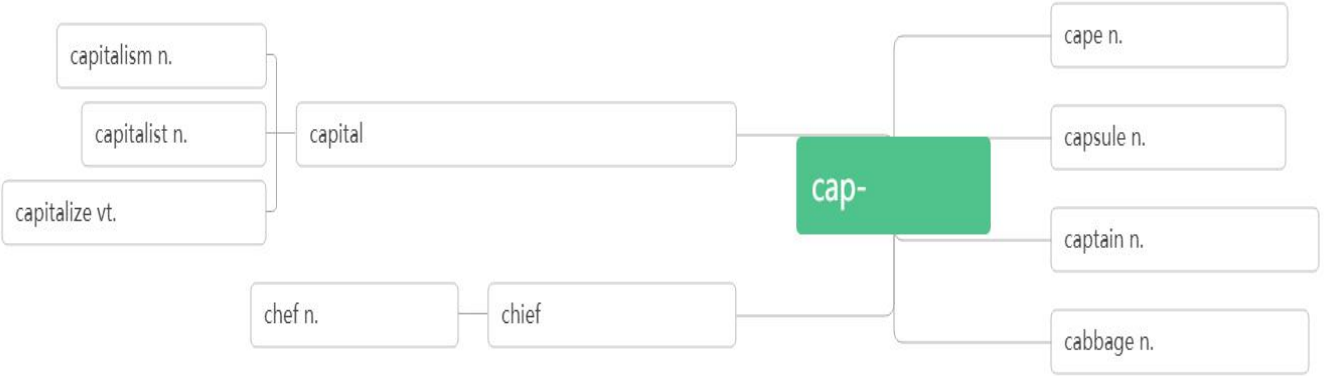 capitalism n.
capitalist n.
capitalize vt.
capital
chef n.
chief
cap-
cape n.
capsule n.
captain n.
cabbage n.